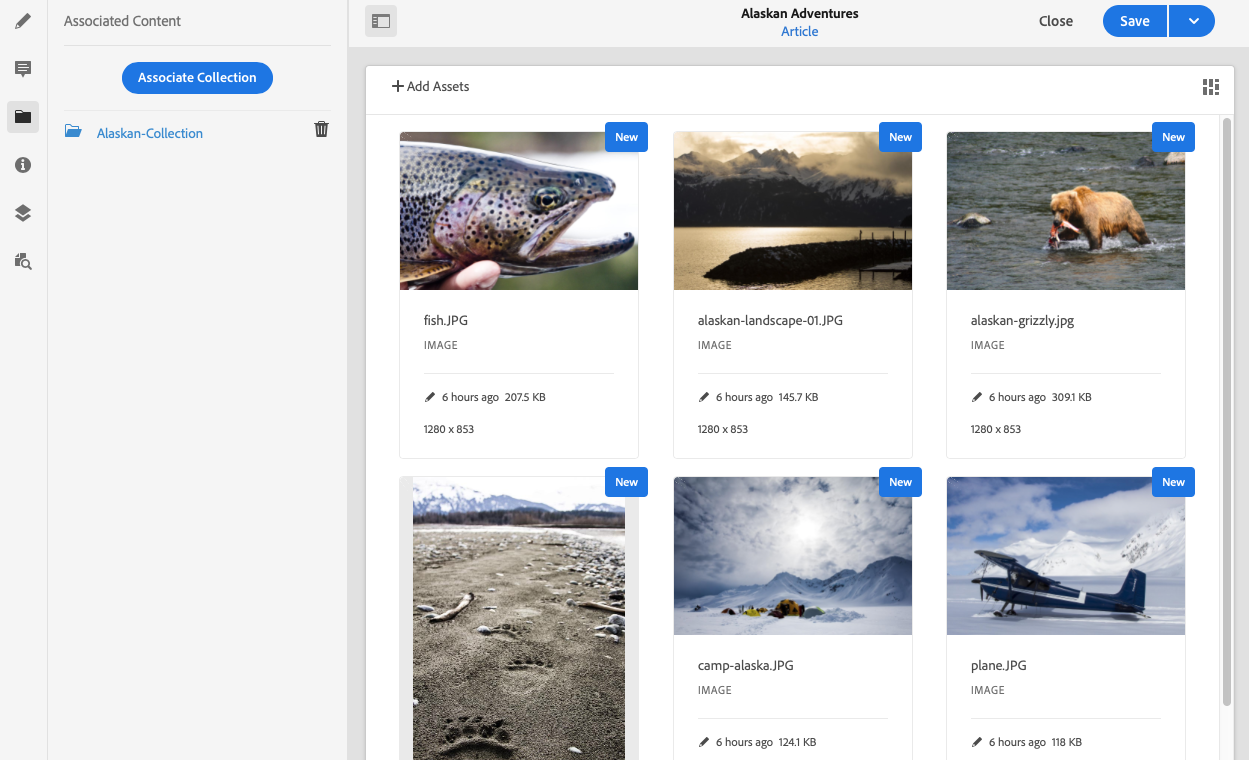 Associated Content
Associate Collection
Alaskan-Collection
Alaskan Adventures
Article
Close
Save
Add Assets
New
fish.JPG
IMAGE
6 hours ago 207.5 KB
1280 x 853
New
alaskan-landscape-01.JPG
IMAGE
6 hours ago 145.7 KB
1280 x 853
New
alaskan-grizzly.jpg
IMAGE
6 hours ago 309.1 KB
1280 x 853
New
New
camp-alaska.JPG
IMAGE
6 hours ago 124.1 KB
New
plane.JPG
IMAGE
6 hours ago 118 KB